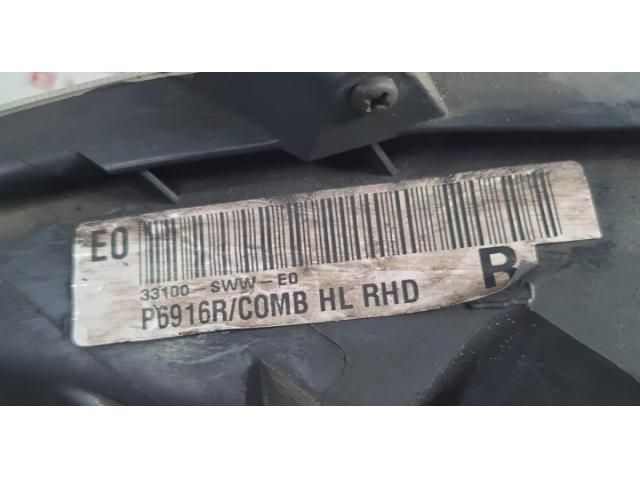 E0
33100-SWW-E0
R
P6916R/COMB HL RHD